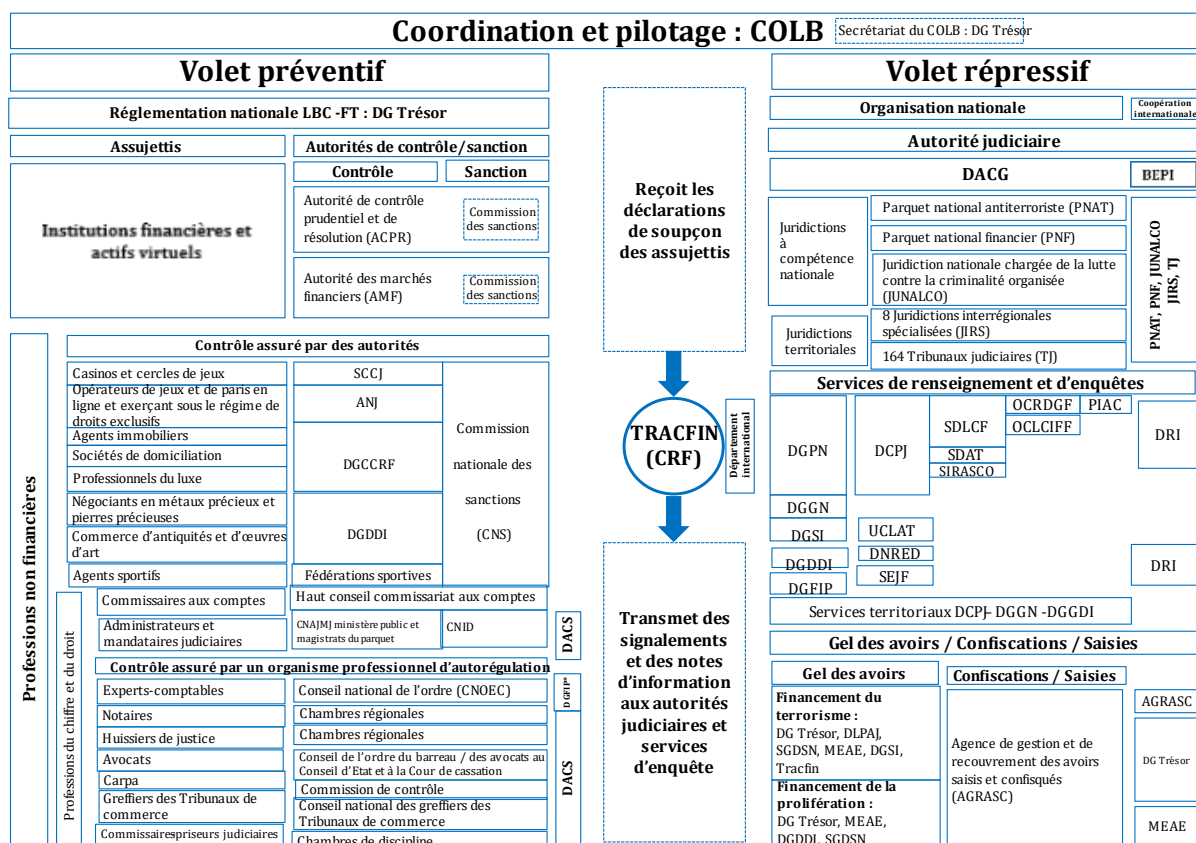 Coordination et pilotage : COLB
Secrétariat du COLB : DG Trésor
Volet préventif
Réglementation nationale LBC -FT : DG Trésor
Assujettis
Autorités de contrôle/sanction
Contrôle
Sanction
Institutions financières et
actifs virtuels
Autorité de contrôle
prudentiel et de
résolution (ACPR)
Commission
des sanctions
Autorité des marchés
financiers (AMF)
Commission
des sanctions
Professions non financières
Contrôle assuré par des autorités
Casinos et cercles de jeux
SCCJ
Opérateurs de jeux et de paris en
ligne et exerçant sous le régime de
droits exclusifs
ANJ
Agents immobiliers
Sociétés de domiciliation
Professionnels du luxe
DGCCRF
Négociants en métaux précieux et
pierres précieuses
Commerce d'antiquités et d'œuvres
d'art
DGDDI
Agents sportifs
Fédérations sportives
Commission
nationale des
sanctions
(CNS)
Professions du chiffre et du droit
Commissaires aux comptes
Haut conseil commissariat aux comptes
Administrateurs et
mandataires judiciaires
CNAJMJ ministère public et
magistrats du parquet
CNID
DACS
Contrôle assuré par un organisme professionnel d'autorégulation
Experts-comptables
Conseil national de l'ordre (CNOEC)
DGFIP*
Notaires
Chambres régionales
Huissiers de justice
Chambres régionales
Avocats
Conseil de l'ordre du barreau / des avocats au
Conseil d'Etat et à la Cour de cassation
Carpa
Commission de contrôle
Greffiers des Tribunaux de
commerce
Conseil national des greffiers des
Tribunaux de commerce
Commissairespriseurs judiciaires
Chambres de discipline
DACS
Reçoit les
déclarations
de soupçon
des assujettis
TRACFIN
(CRF)
Département
international
Transmet des
signalements
et des notes
d'information
aux autorités
judiciaires et
services
d'enquête
Volet répressif
Organisation nationale
Coopération
internationale
Autorité judiciaire
DACG
BEPI
Juridictions
à
compétence
nationale
Parquet national antiterroriste (PNAT)
Parquet national financier (PNF)
Juridiction nationale chargée de la lutte
contre la criminalité organisée
(JUNALCO)
Juridictions
territoriales
8 Juridictions interrégionales
spécialisées (JIRS)
164 Tribunaux judiciaires (TJ)
PNAT, PNF, JUNALCO
JIRS, TJ
Services de renseignement et d'enquêtes
DGPN
DCPJ
SDLCF
OCRDGF
PIAC
OCLCIFF
SDAT
SIRASCO
DRI
DGGN
DGSI
UCLAT
DGDDI
DNRED
DGFIP
SEJF
DRI
Services territoriaux DCPJ- DGGN -DGGDI
Gel des avoirs / Confiscations / Saisies
Gel des avoirs
Confiscations / Saisies
Financement du
terrorisme :
DG Trésor, DLPAJ,
SGDSN, MEAE, DGSI,
Tracfin
Financement de la
prolifération :
DG Trésor, MEAE,
DGDDI, SGDSN
Agence de gestion et de
recouvrement des avoirs
saisis et confisqués
(AGRASC)
AGRASC
DG Trésor
MEAE